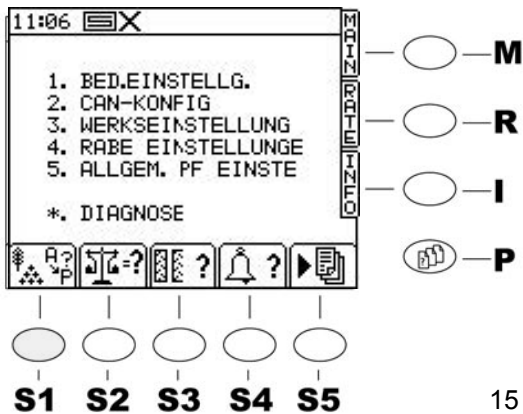 11:06
MAIN
M
1. BED.EINSTELLG.
2. CAN-KONFIG
RATE
3. WERKSEINSTELLUNG
R
4. RABE EINSTELLUNGE
5. ALLGEM. PF EINSTE
INFO
I
*. DIAGNOSE
A?
P
=?
?
?
P
S1 S2 S3 S4 S5
15